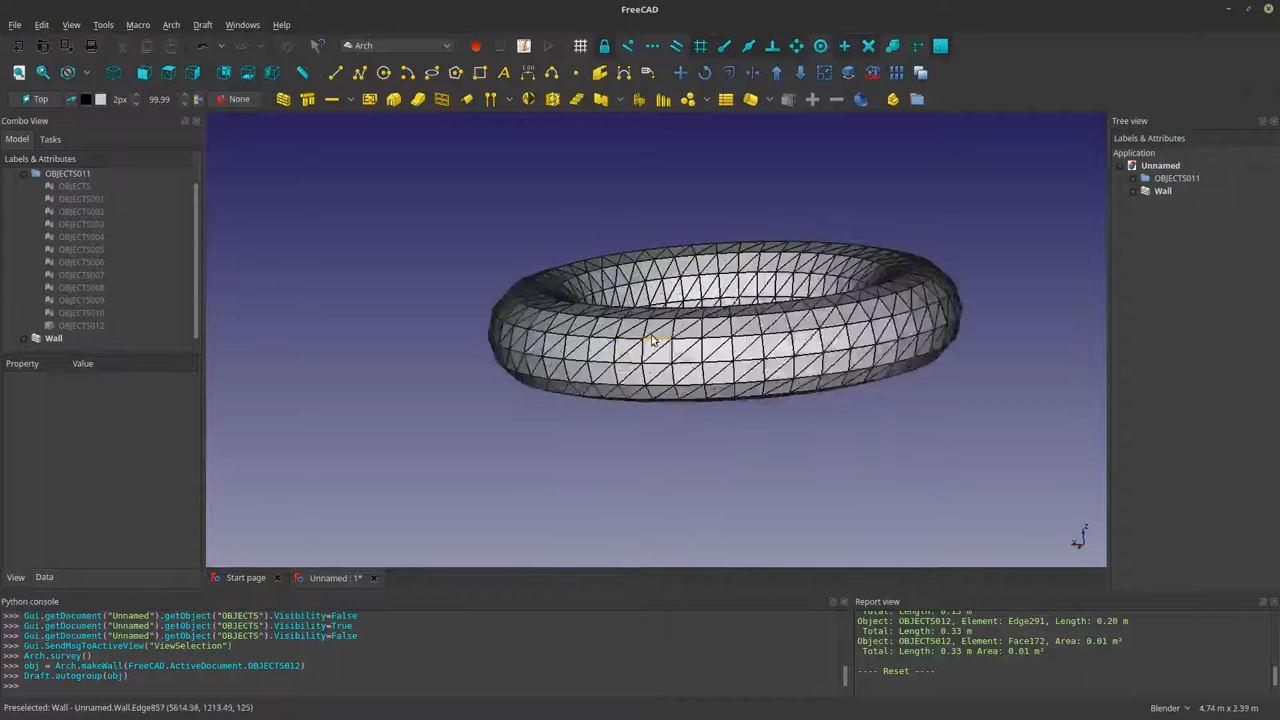 FreeCAD
File Edit View Tools Macro Arch Draft Windows Help
Arch
Top 2px 99.99 None
Combo View
Model Tasks
Labels & Attributes
OBJECTS011
OBJECTS
OBJECTS001
OBJECTS002
OBJECTS003
OBJECTS004
OBJECTS005
OBJECTS006
OBJECTS007
OBJECTS008
OBJECTS009
OBJECTS010
OBJECTS012
Wall
Property Value
View Data
Tree view
Labels & Attributes
Application
Unnamed
OBJECTS011
Wall
Z
X
Start page Unnamed : 1*
Python console
>>> Gui.getDocument("Unnamed").getObject("OBJECTS").Visibility=False
>>> Gui.getDocument("Unnamed").getObject("OBJECTS").Visibility=True
>>> Gui.getDocument("Unnamed").getObject("OBJECTS").Visibility=False
>>> Gui.SendMsgToActiveView("ViewSelection")
>>> Arch.survey()
>>> obj = Arch.makeWall(FreeCAD.ActiveDocument.OBJECTS012)
>>> Draft.autogroup(obj)
>>>
Report view
Total: Length: 0.13 m
Object: OBJECTS012, Element: Edge291, Length: 0.20 m
Total: Length: 0.33 m
Object: OBJECTS012, Element: Face172, Area: 0.01 m²
Total: Length: 0.33 m Area: 0.01 m²
---- Reset ----
Preselected: Wall - Unnamed.Wall.Edge857 (5614.98, 1213.49, 125)
Blender 4.74 m x 2.39 m